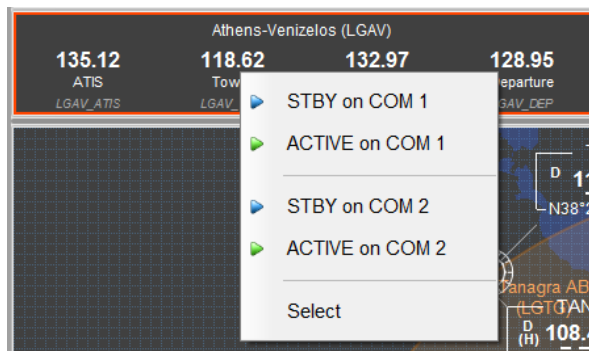 Athens-Venizelos (LGAV)
135.12 118.62 132.97 128.95
ATIS
LGAV_ATIS
STBY on COM 1
ACTIVE on COM 1
STBY on COM 2
ACTIVE on COM 2
Select
D
N38°
(LGTG)
D
(H) 108.